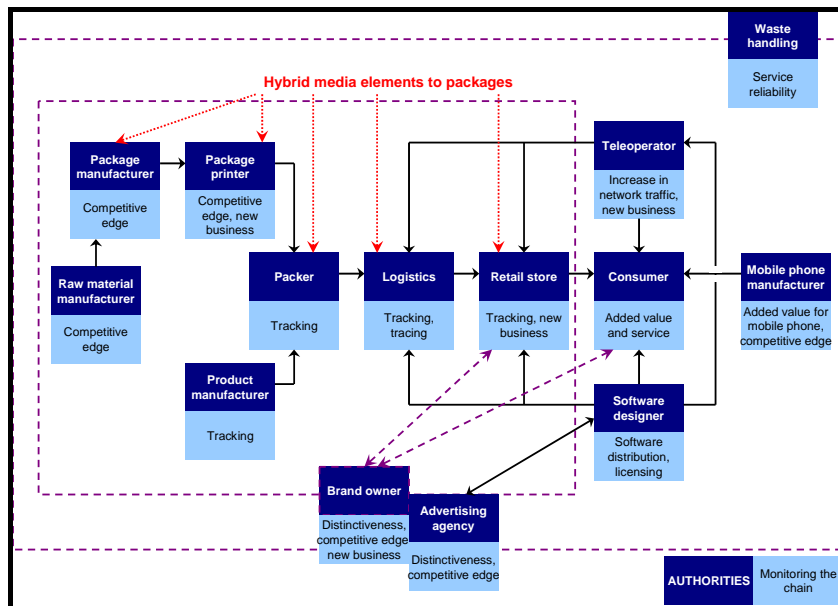 Waste
handling
Service
reliability
Hybrid media elements to packages
Package
manufacturer
Competitive
edge
Package
printer
Competitive
edge, new
business
Teleoperator
Increase in
network traffic,
new business
Raw material
manufacturer
Competitive
edge
Packer
Tracking
Logistics
Tracking,
tracing
Retail store
Tracking, new
business
Consumer
Added value
and service
Mobile phone
manufacturer
Added value for
mobile phone,
competitive edge
Product
manufacturer
Tracking
Software
designer
Software
distribution,
licensing
Brand owner
Distinctiveness,
competitive edge
new business
Advertising
agency
Distinctiveness,
competitive edge
AUTHORITIES
Monitoring the
chain